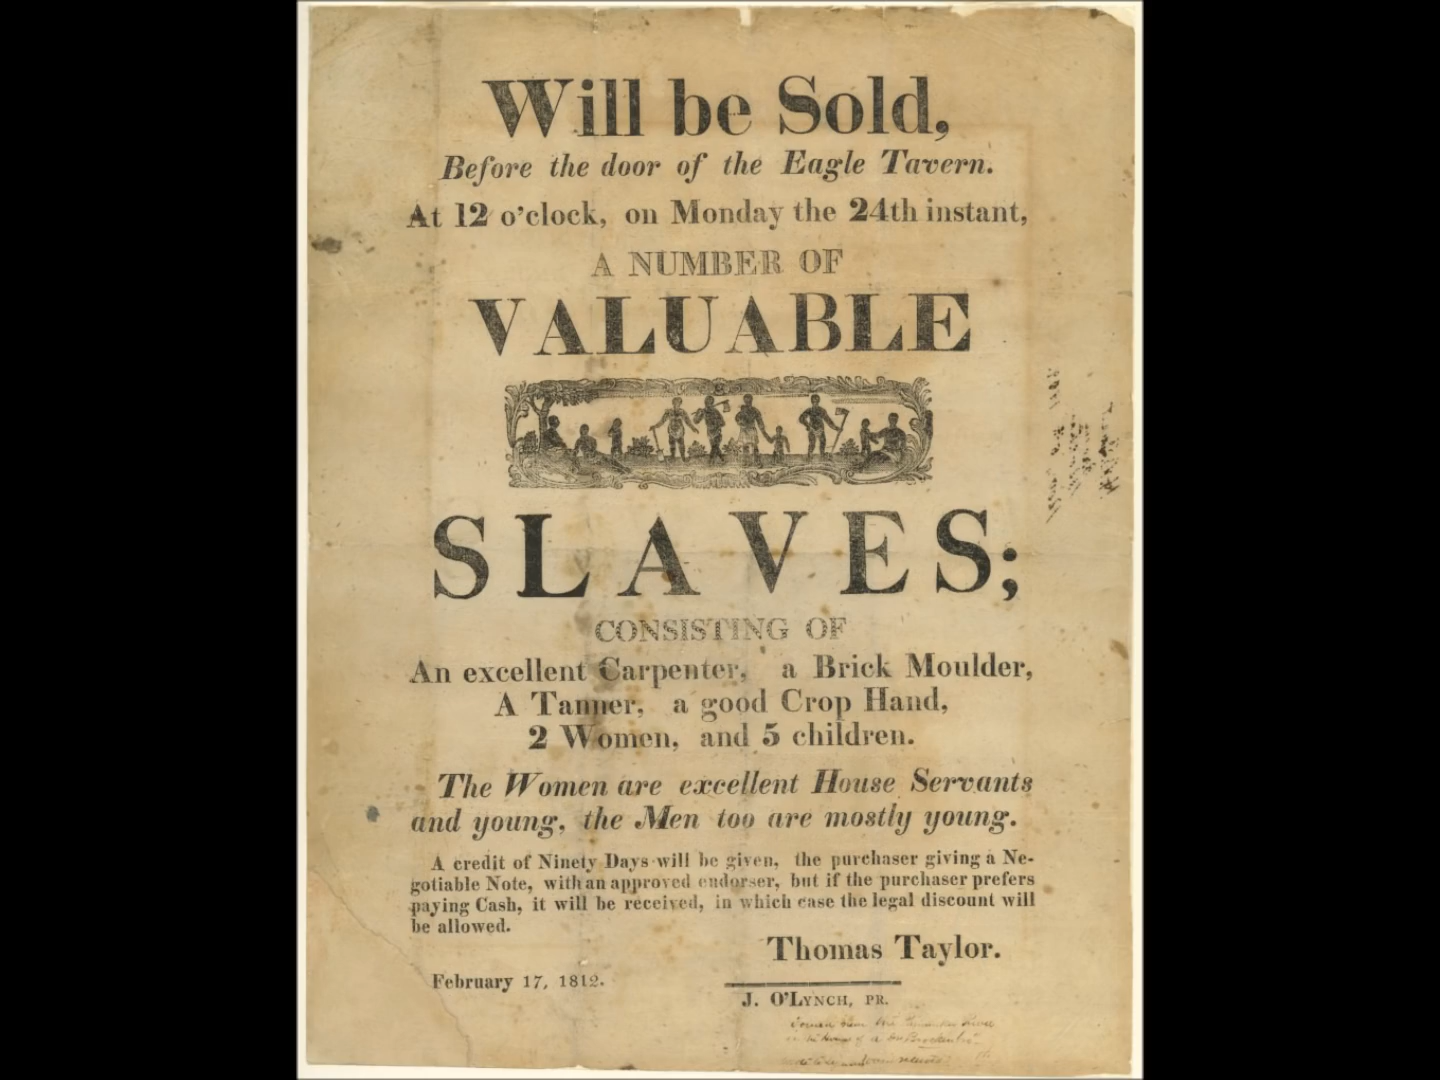 Will be Sold,
Before the door of the Eagle Tavern.
At 12 o'clock, on Monday the 24th instant,
A NUMBER OF
VALUABLE
SLAVES;
CONSISTING OF
An excellent Carpenter, a Brick Moulder,
A Tanner, a good Crop Hand,
2 Women, and 5 children.
The Women are excellent House Servants
and young, the Men too are mostly young.
A credit of Ninety Days will be given, the purchaser giving a Ne-
gotiable Note, with an approved endorser, but if the purchaser prefers
paying Cash, it will be received, in which case the legal discount will
be allowed.
Thomas Taylor.
February 17, 1812.
J. O'LYNCH, PR.